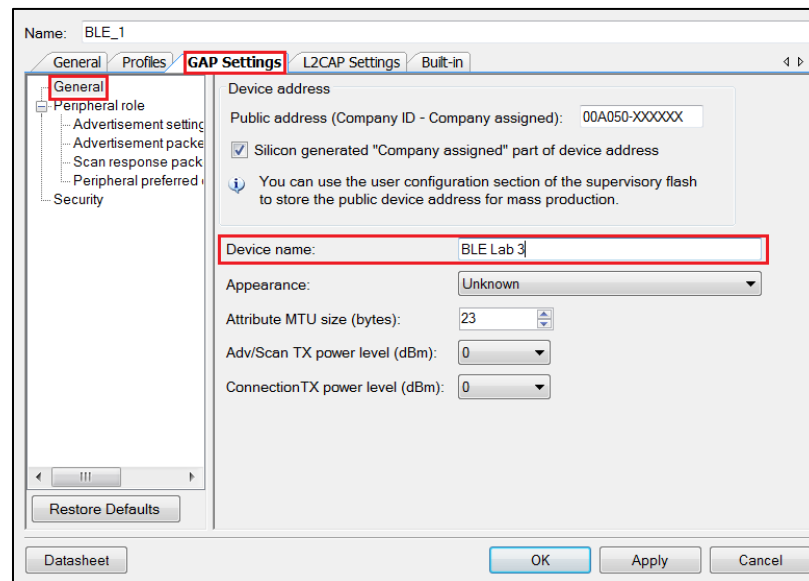 Name: BLE_1
General Profiles GAP Settings L2CAP Settings Built-in
General
Peripheral role
Advertisement setting
Advertisement packe
Scan response pack
Peripheral preferred
Security
Restore Defaults
Device address
Public address (Company ID - Company assigned): 00A050-XXXXXX
Silicon generated "Company assigned" part of device address
You can use the user configuration section of the supervisory flash
to store the public device address for mass production.
Device name: BLE Lab 3
Appearance: Unknown
Attribute MTU size (bytes): 23
Adv/Scan TX power level (dBm): 0
ConnectionTX power level (dBm): 0
Datasheet OK Apply Cancel